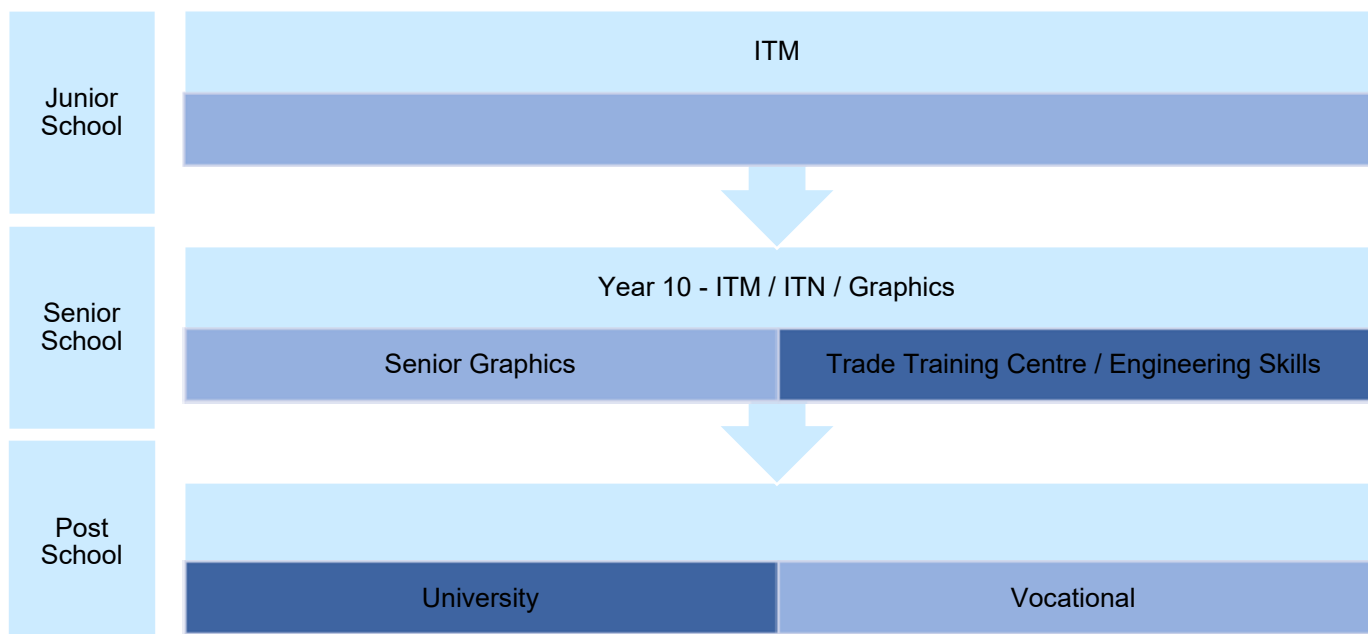 Junior
School
ITM
Senior
School
Year 10 - ITM / ITN / Graphics
Senior Graphics
Trade Training Centre / Engineering Skills
Post
School
University
Vocational